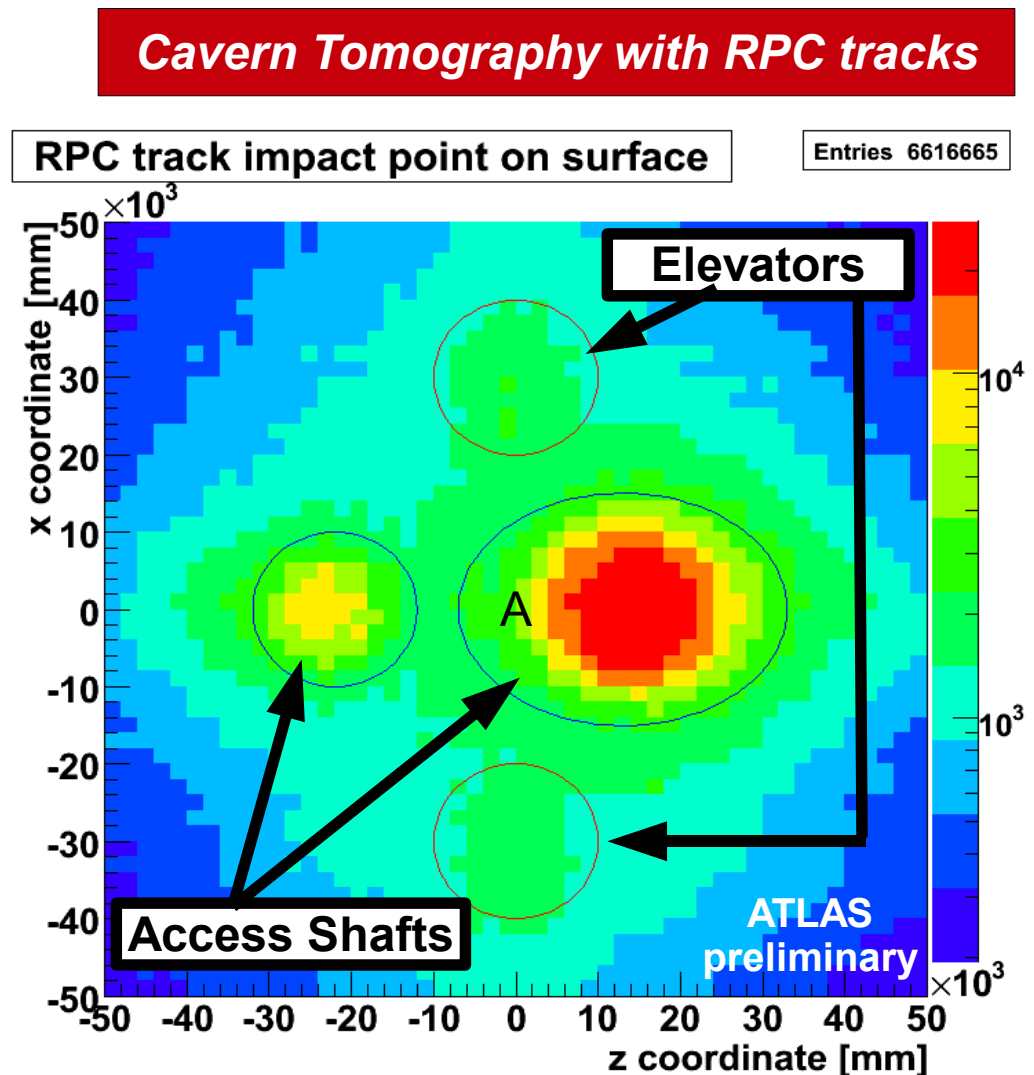 Cavern Tomography with RPC tracks
RPC track impact point on surface
Entries 6616665
×10³
x coordinate [mm]
50
40
30
20
10
0
-10
-20
-30
-40
-50
Elevators
A
Access Shafts
ATLAS
preliminary
10⁴
10³
×10³
-50 -40 -30 -20 -10 0 10 20 30 40 50
z coordinate [mm]